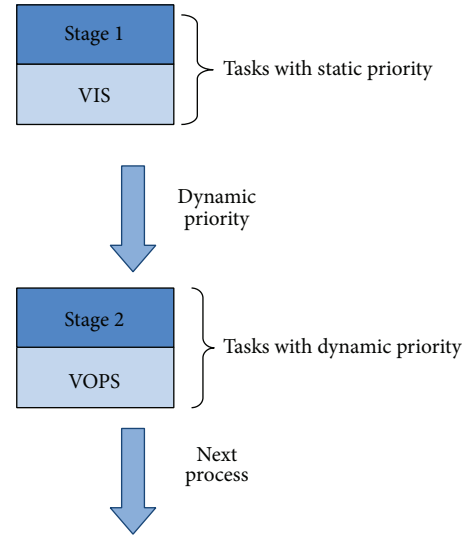 Stage 1
VIS
Tasks with static priority
Dynamic
priority
Stage 2
VOPS
Tasks with dynamic priority
Next
process